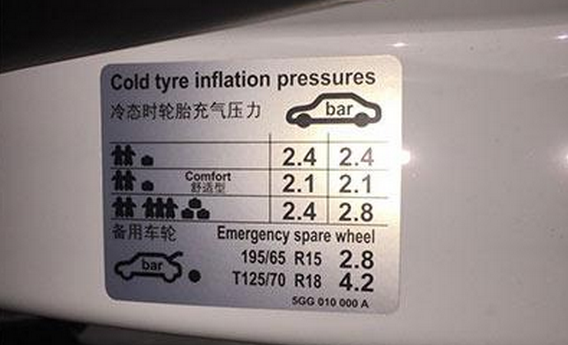 Cold tyre inflation pressures
冷态时轮胎充气压力 bar
2.4 2.4
Comfort
舒适型 2.1 2.1
2.4 2.8
备用车轮 Emergency spare wheel
195/65 R15 2.8
bar T125/70 R18 4.2
5GG 010 000 A